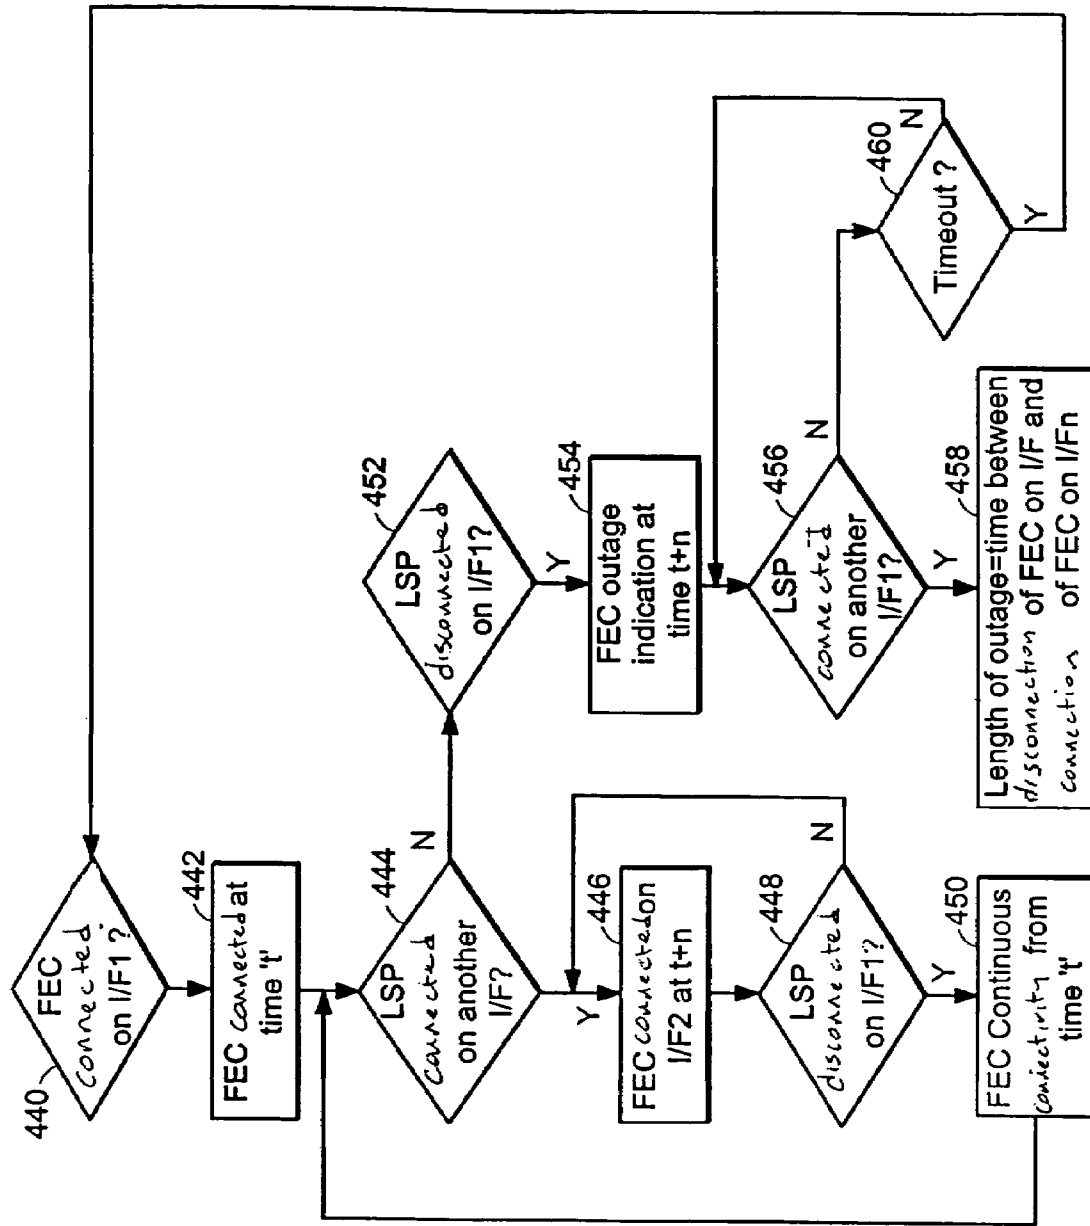 440
FEC
connected
on I/F1 ?
442
FEC connected at
time 't'
444
LSP
connected
on another
I/F?
N
Y
446
FEC connected on
I/F2 at t+n
448
LSP
disconnected
on I/F1?
N
Y
450
FEC Continuous
connectivity from
time 't'
452
LSP
disconnected
on I/F1?
Y
454
FEC outage
indication at
time t+n
456
LSP
connected
on another
I/F1?
N
Y
458
Length of outage=time between
disconnection of FEC on I/F and
connection of FEC on I/Fn
460
Timeout ?
N
Y